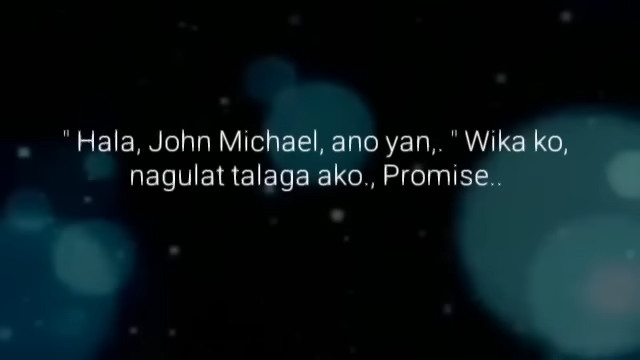 " Hala, John Michael, ano yan,. " Wika ko,
nagulat talaga ako., Promise..